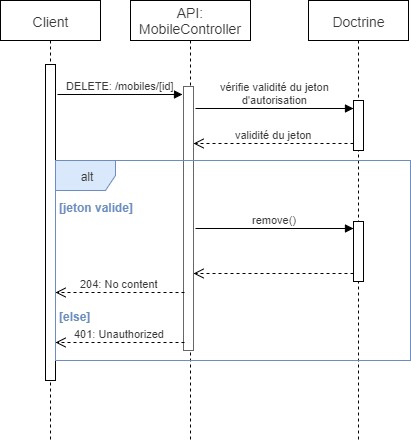 Client
API:
MobileController
Doctrine
DELETE: /mobiles/[id]
vérifie validité du jeton
d'autorisation
validité du jeton
alt
[jeton valide]
remove()
204: No content
[else]
401: Unauthorized